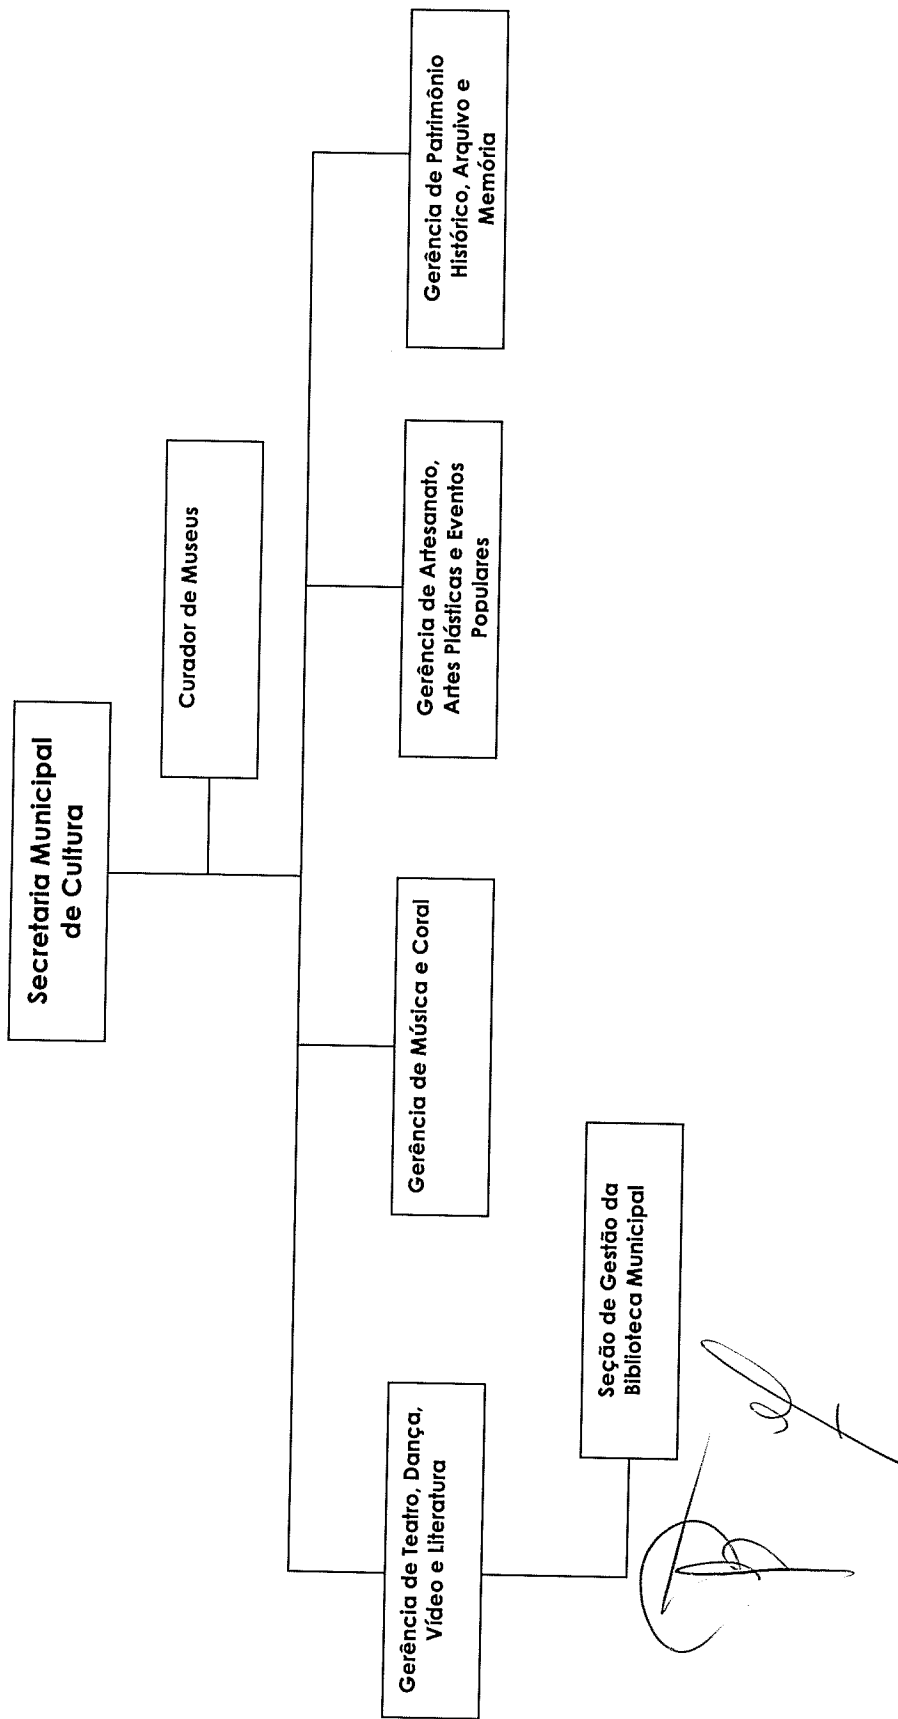 Secretaria Municipal
de Cultura
Curador de Museus
Gerência de Teatro, Dança,
Vídeo e Literatura
Gerência de Música e Coral
Gerência de Artesanato,
Artes Plásticas e Eventos
Populares
Gerência de Patrimônio
Histórico, Arquivo e
Memória
Seção de Gestão da
Biblioteca Municipal